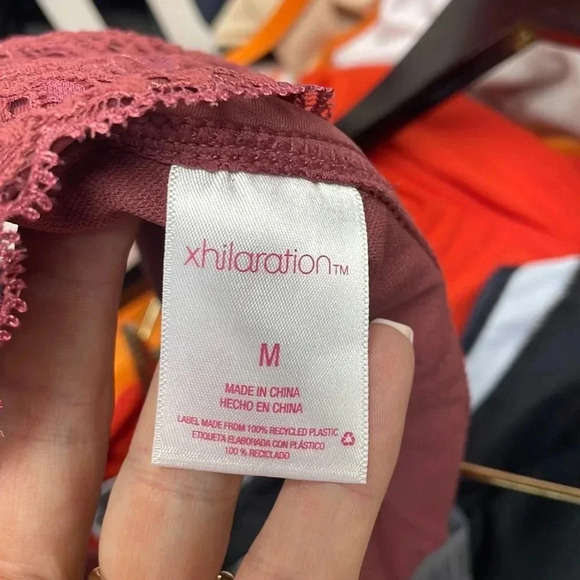 xhilaration™
M
MADE IN CHINA
HECHO EN CHINA
LABEL MADE FROM 100% RECYCLED PLASTIC
ETIQUETA ELABORADA CON PLÁSTICO
100 % RECICLADO